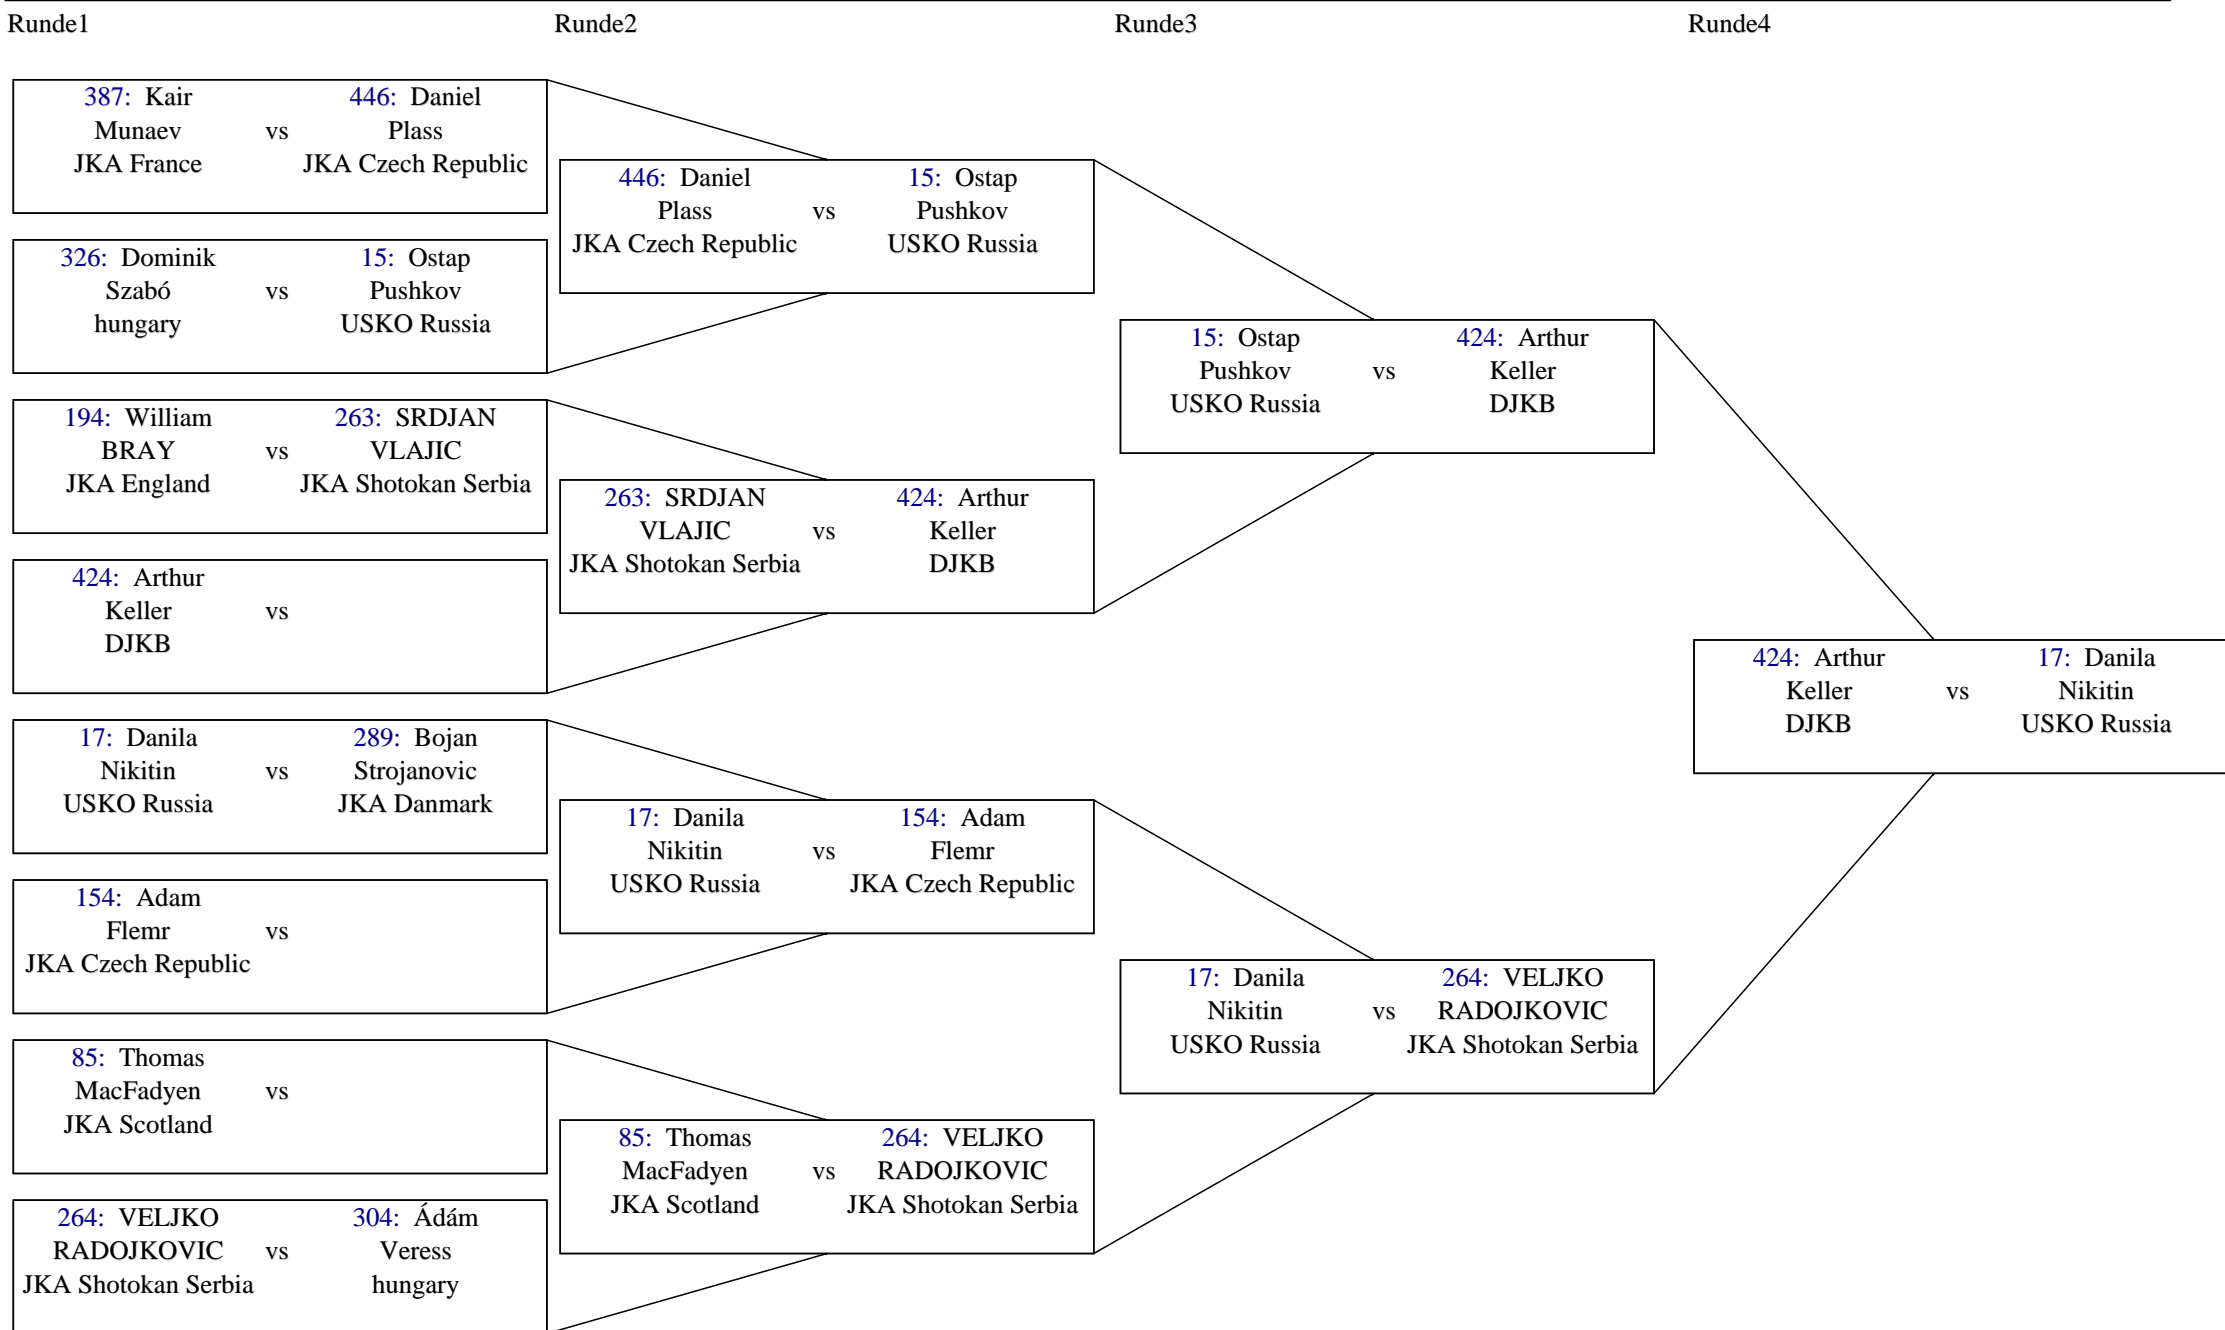 Runde1 Runde2 Runde3 Runde4
387: Kair 446: Daniel
Munaev vs Plass
JKA France JKA Czech Republic
326: Dominik 15: Ostap
Szabó vs Pushkov
hungary USKO Russia
194: William 263: SRDJAN
BRAY vs VLAJIC
JKA England JKA Shotokan Serbia
424: Arthur
Keller vs
DJKB
17: Danila 289: Bojan
Nikitin vs Strojanovic
USKO Russia JKA Danmark
154: Adam
Flemr vs
JKA Czech Republic
85: Thomas
MacFadyen vs
JKA Scotland
264: VELJKO 304: Ádám
RADOJKOVIC vs Veress
JKA Shotokan Serbia hungary
446: Daniel 15: Ostap
Plass vs Pushkov
JKA Czech Republic USKO Russia
263: SRDJAN 424: Arthur
VLAJIC vs Keller
JKA Shotokan Serbia DJKB
17: Danila 154: Adam
Nikitin vs Flemr
USKO Russia JKA Czech Republic
85: Thomas 264: VELJKO
MacFadyen vs RADOJKOVIC
JKA Scotland JKA Shotokan Serbia
15: Ostap 424: Arthur
Pushkov vs Keller
USKO Russia DJKB
17: Danila 264: VELJKO
Nikitin vs RADOJKOVIC
USKO Russia JKA Shotokan Serbia
424: Arthur 17: Danila
Keller vs Nikitin
DJKB USKO Russia